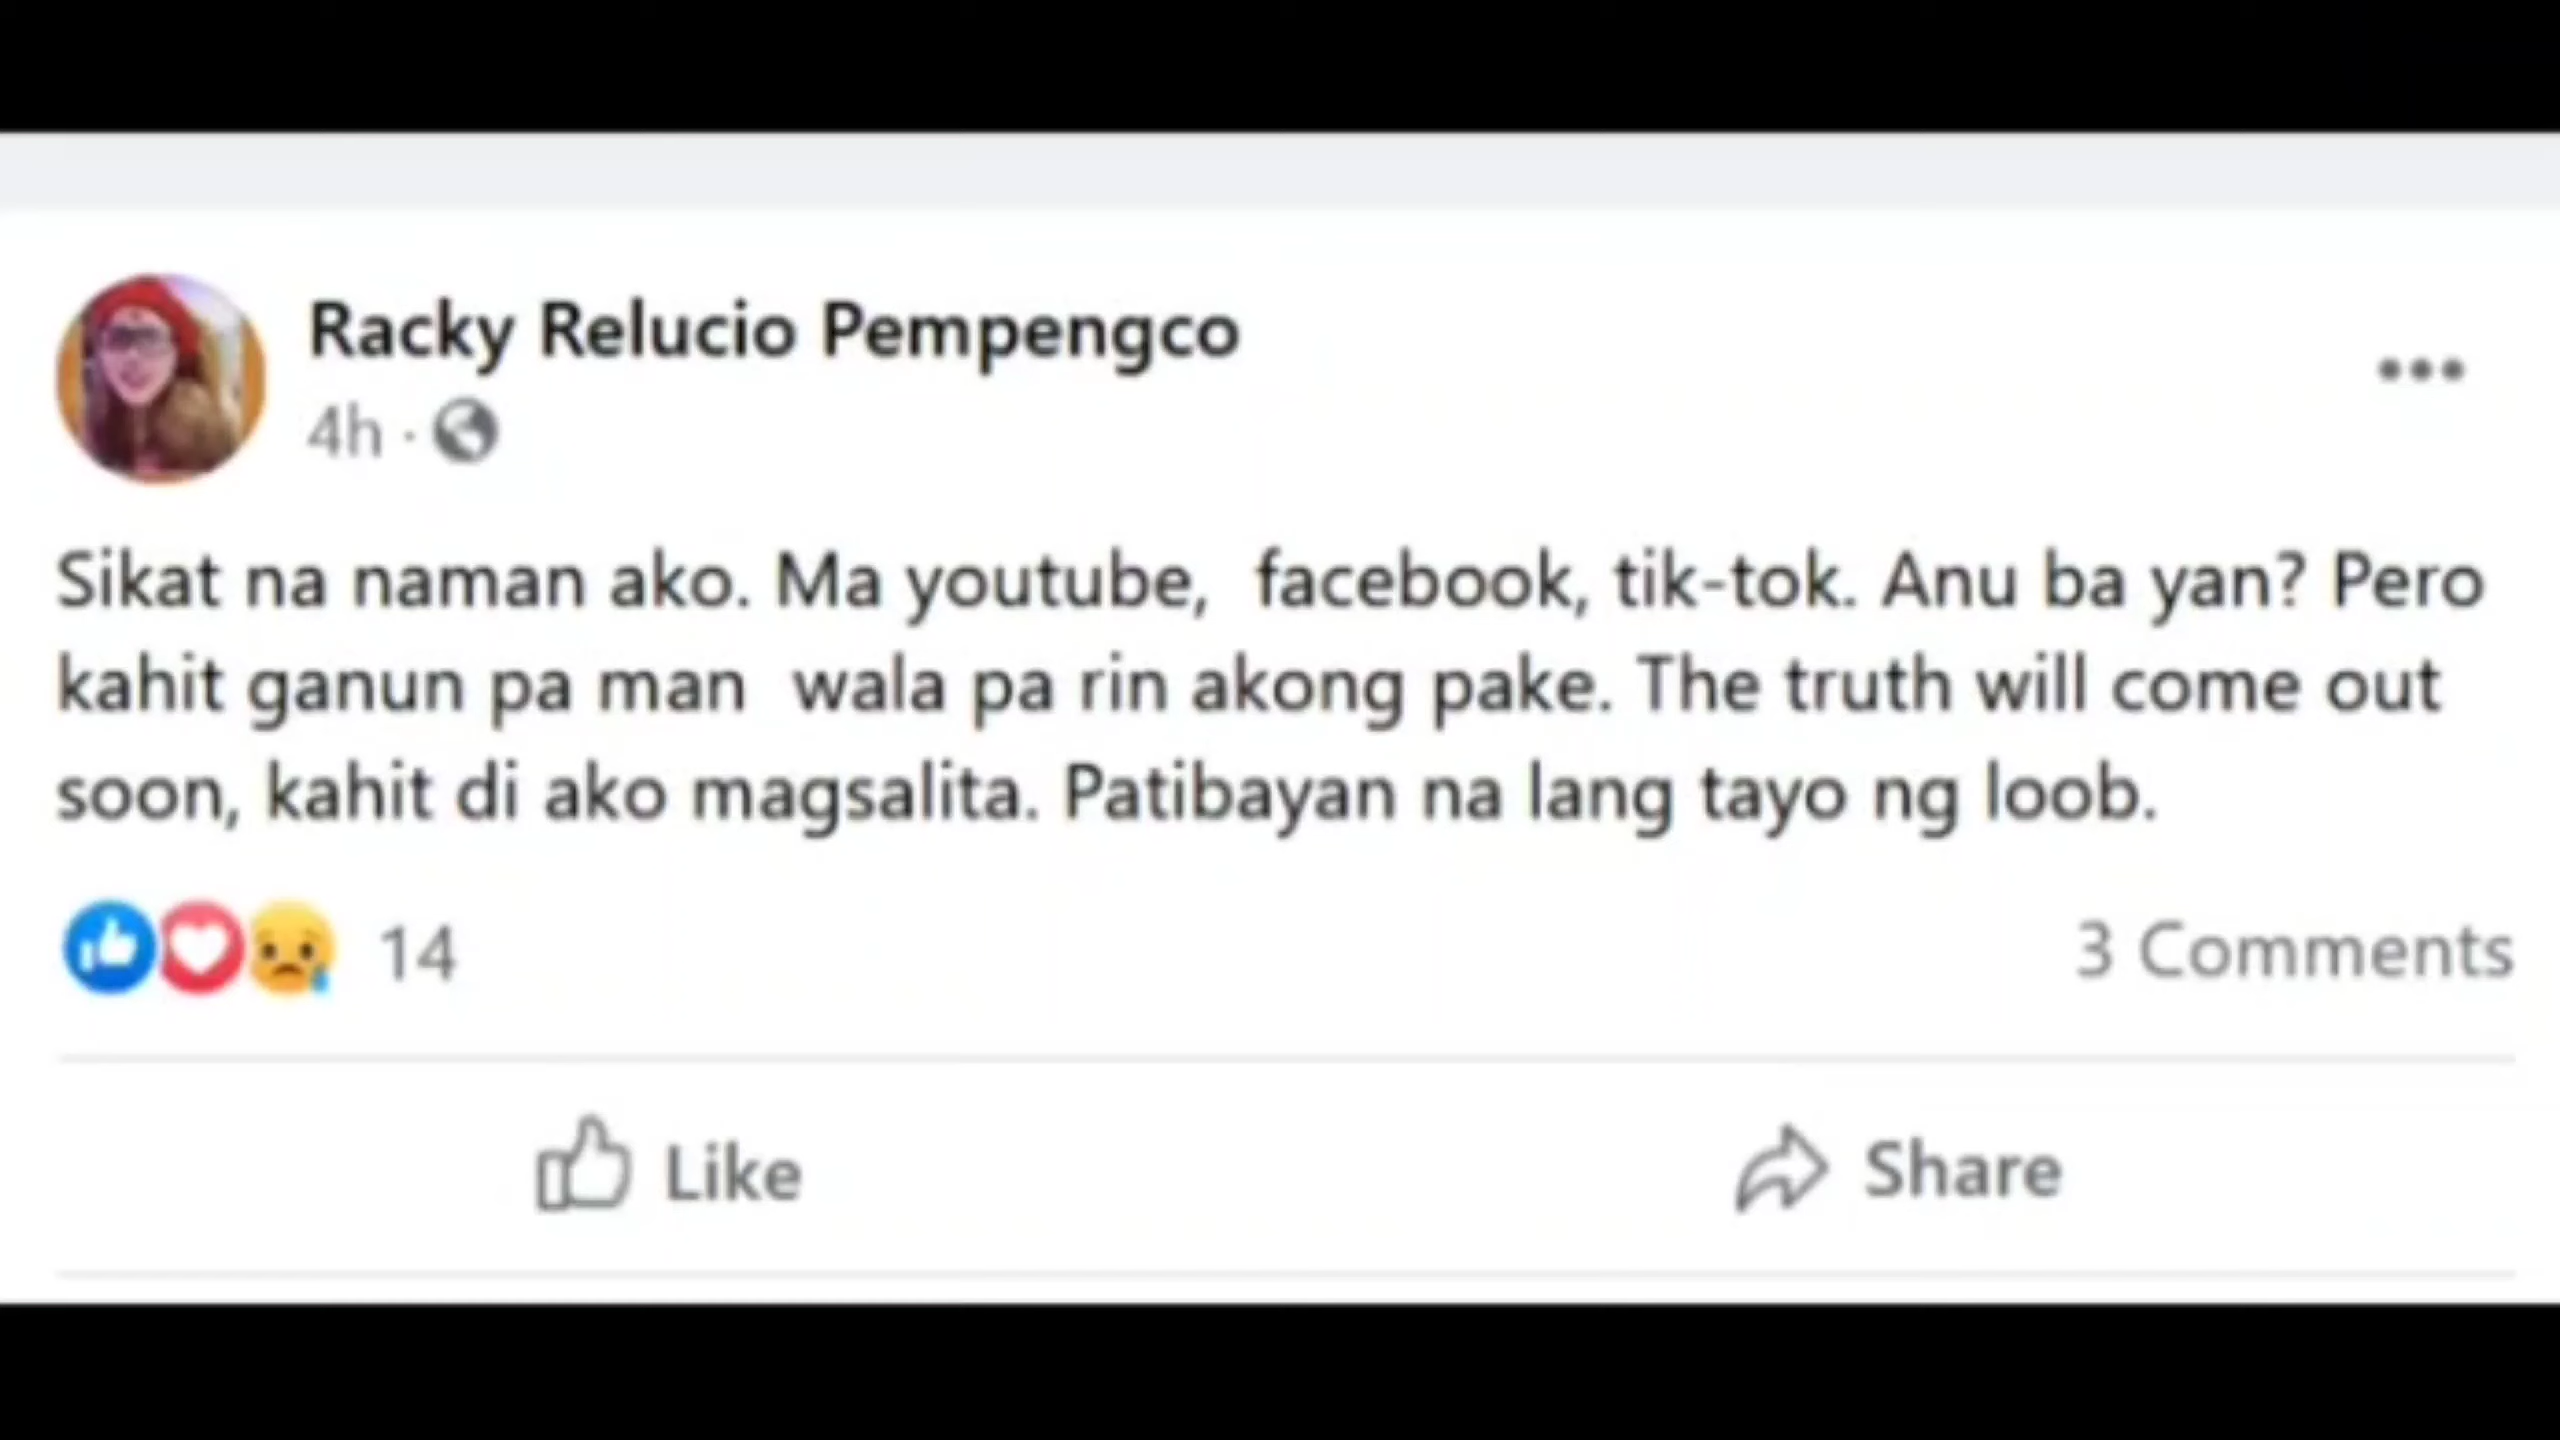 Racky Relucio Pempengco
4h ·
Sikat na naman ako. Ma youtube,  facebook, tik-tok. Anu ba yan? Pero
kahit ganun pa man  wala pa rin akong pake. The truth will come out
soon, kahit di ako magsalita. Patibayan na lang tayo ng loob.
14 3 Comments
Like Share